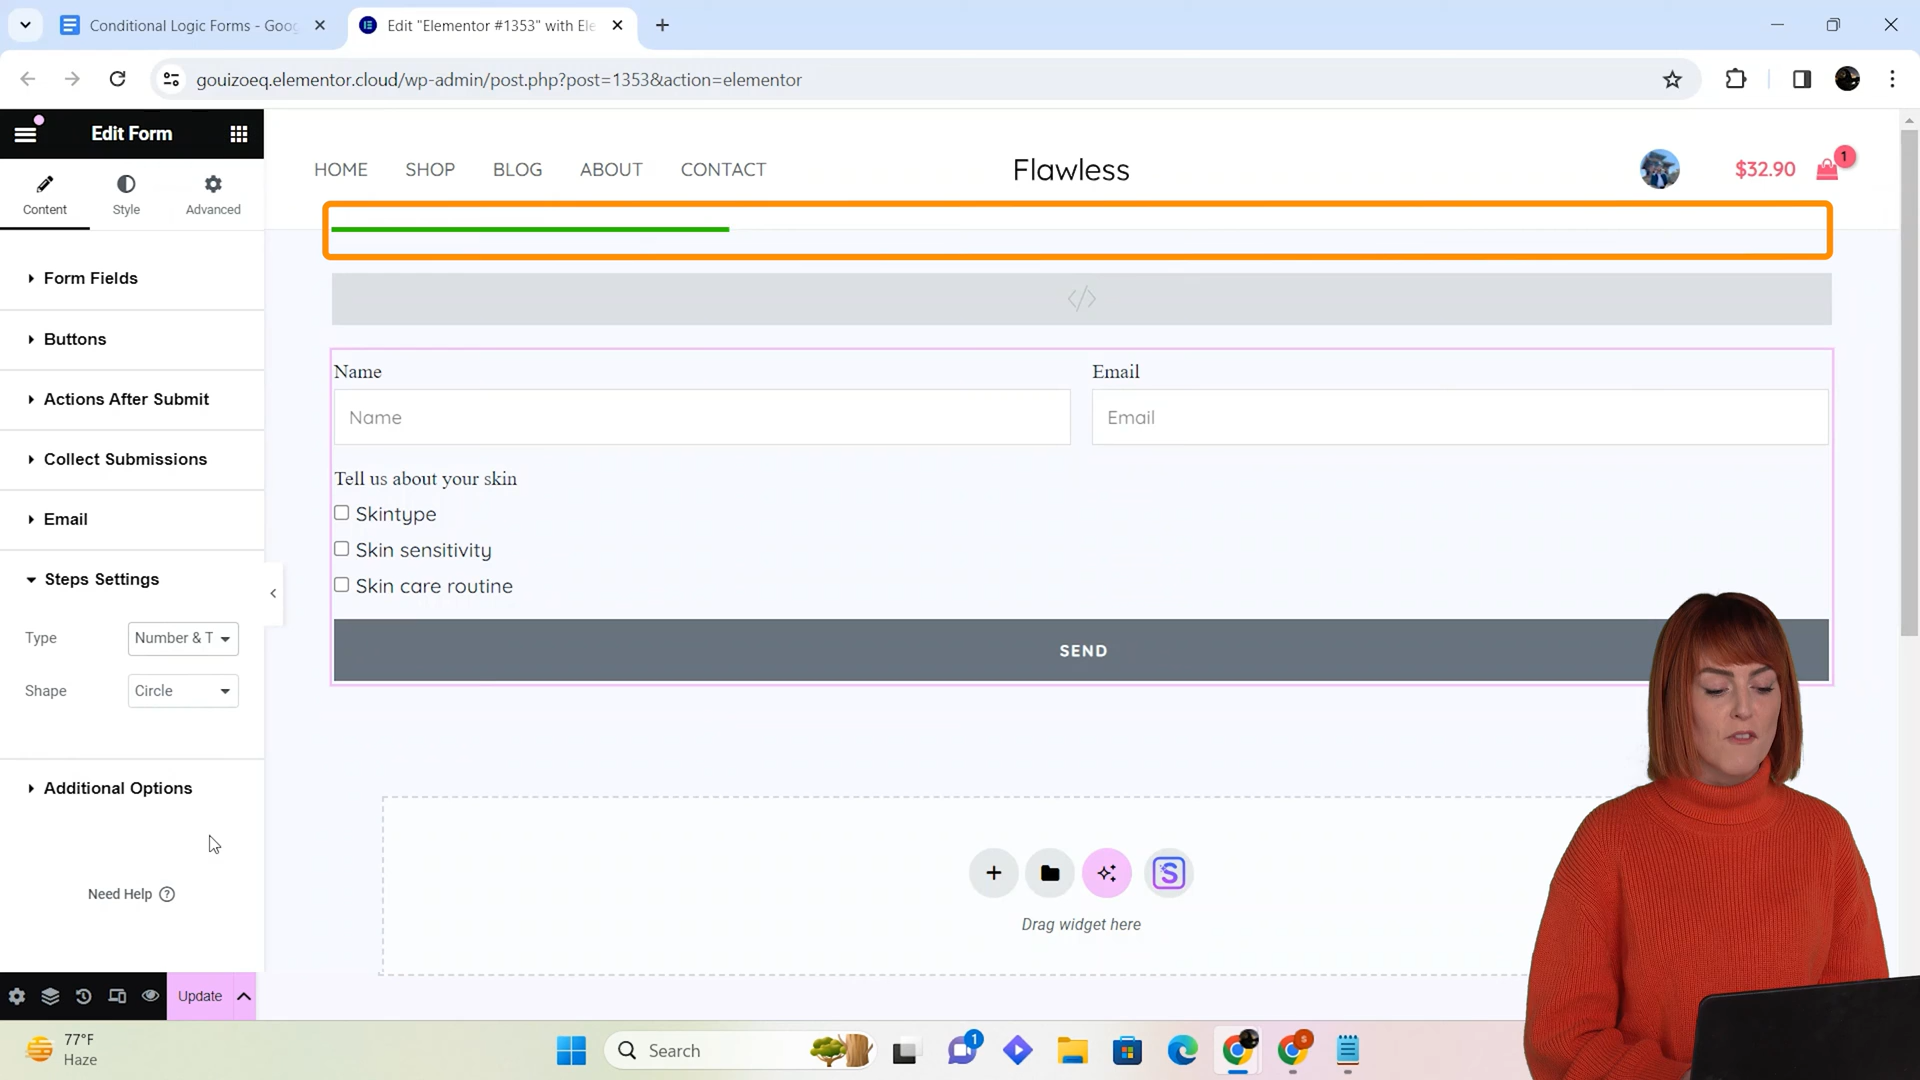 Conditional Logic Forms - Goog
Edit "Elementor #1353" with Ele
gouizoeq.elementor.cloud/wp-admin/post.php?post=1353&action=elementor
Edit Form
Content
Style
Advanced
Form Fields
Buttons
Actions After Submit
Collect Submissions
Email
Steps Settings
Type
Number & T
Shape
Circle
Additional Options
Need Help ?
Update
HOME
SHOP
BLOG
ABOUT
CONTACT
Flawless
$32.90
1
</>
Name
Email
Name
Email
Tell us about your skin
Skintype
Skin sensitivity
Skin care routine
SEND
S
Drag widget here
77°F
Haze
Search
1
s